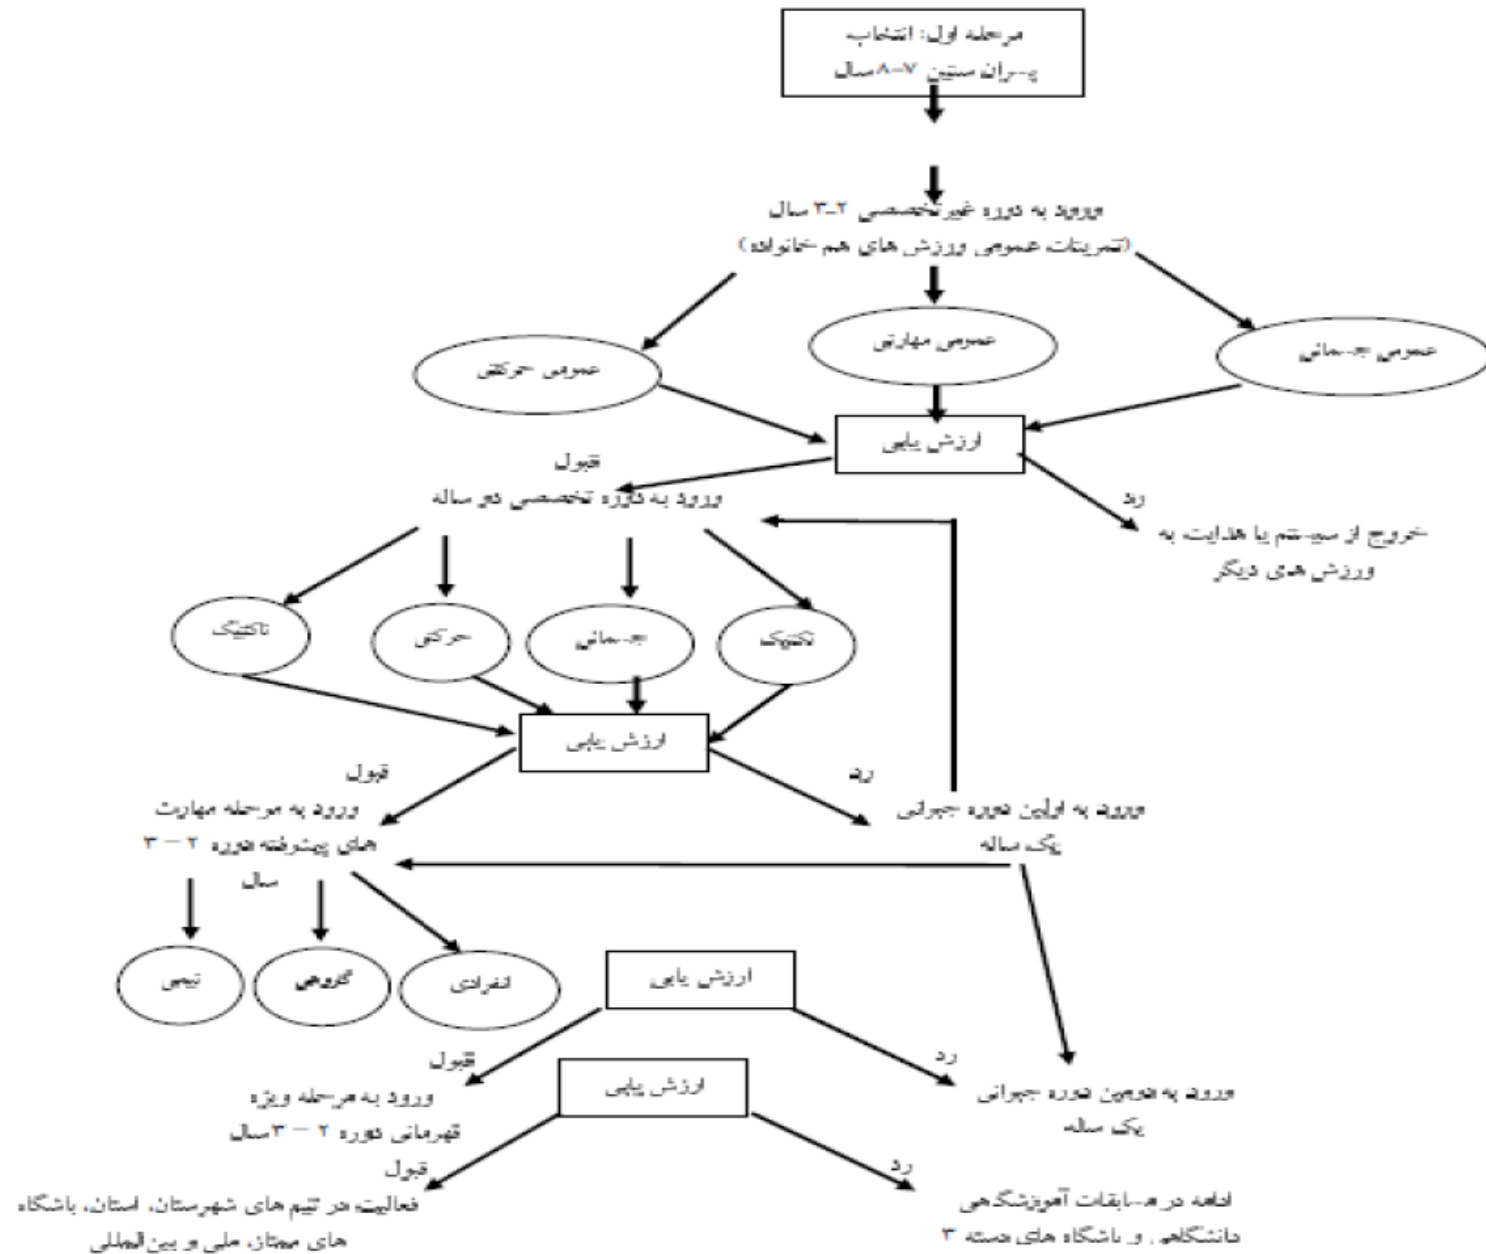 مرحله اول: انتخاب
پسران سنین ۷-۸ سال
ورود به دوره غیرتخصصی ۲-۳ سال
(تمرینات عمومی ورزش های هم خانواده)
عمومی جسمانی
عمومی مهارتی
عمومی حرکتی
ارزش یابی
قبول
رد
ورود به دوره تخصصی دو ساله
خروج از سیستم یا هدایت به
ورزش های دیگر
تکنیک
جسمانی
حرکتی
تاکتیک
ارزش یابی
رد
قبول
ورود به اولین دوره جبرانی
یک ساله
ورود به مرحله مهارت
های پیشرفته دوره ۲ – ۳
سال
انفرادی
گروهی
تیمی
ارزش یابی
رد
قبول
ورود به دومین دوره جبرانی
یک ساله
ورود به مرحله ویژه
قهرمانی دوره ۲ – ۳ سال
ارزش یابی
رد
قبول
ادامه در مسابقات آموزشگاهی
دانشگاهی و باشگاه های دسته ۳
فعالیت در تیم های شهرستان، استان، باشگاه
های ممتاز، ملی و بین‌المللی